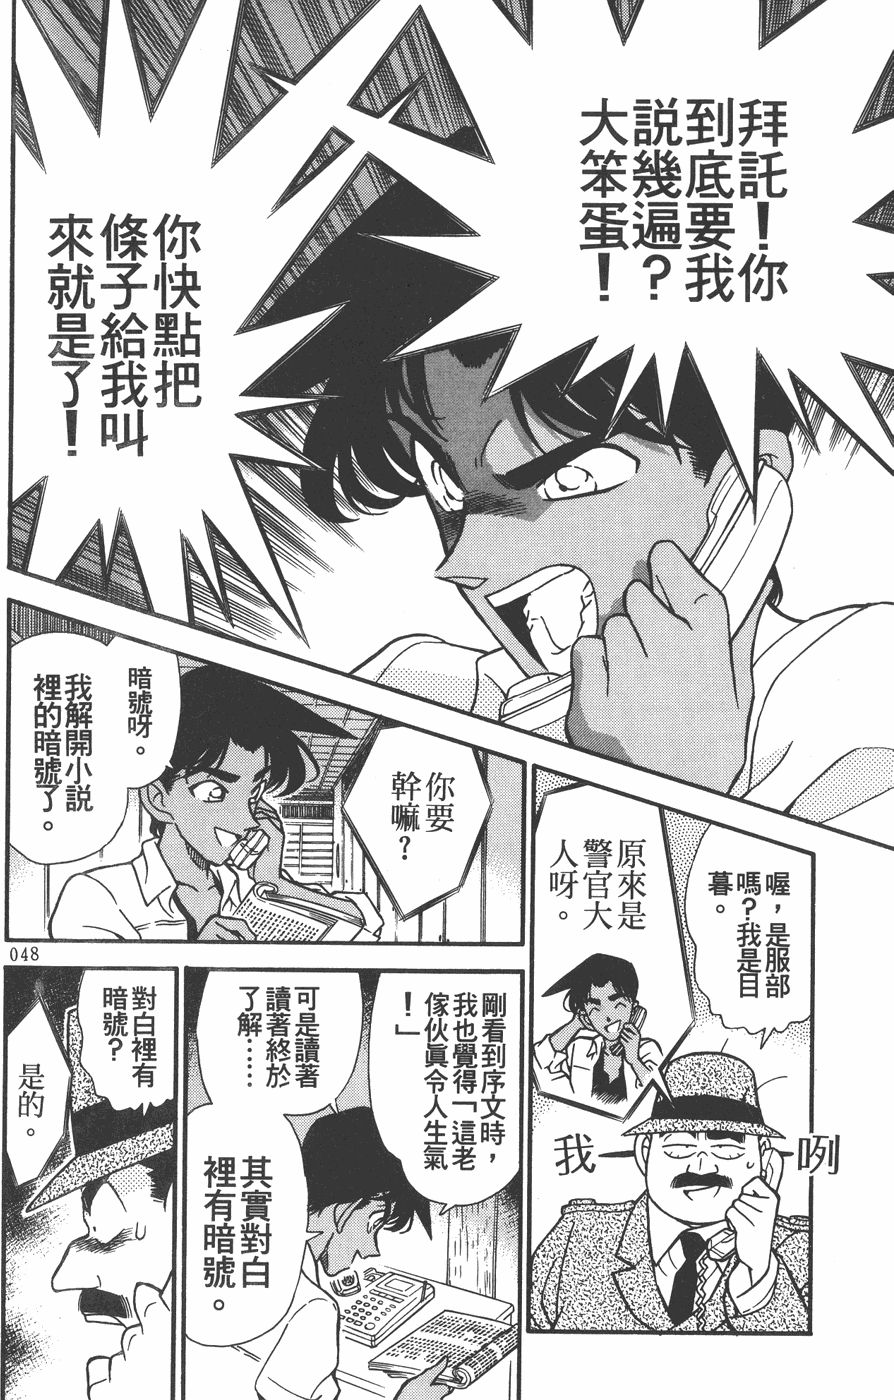 拜託！你
到底要我
說幾遍？
大笨蛋！
你快點把
條子給我叫
來就是了！
喔，是服部
嗎？我是目
暮。
原來是
警官大
人呀。
我——咧
你要
幹嘛？
暗號呀。
我解開小說
裡的暗號了。
048
剛看到序文時，
我也覺得「這老
傢伙真令人生氣
！」
可是讀著
讀著終於
了解……
其實對白
裡有暗號。
對白裡有
暗號？
是的。